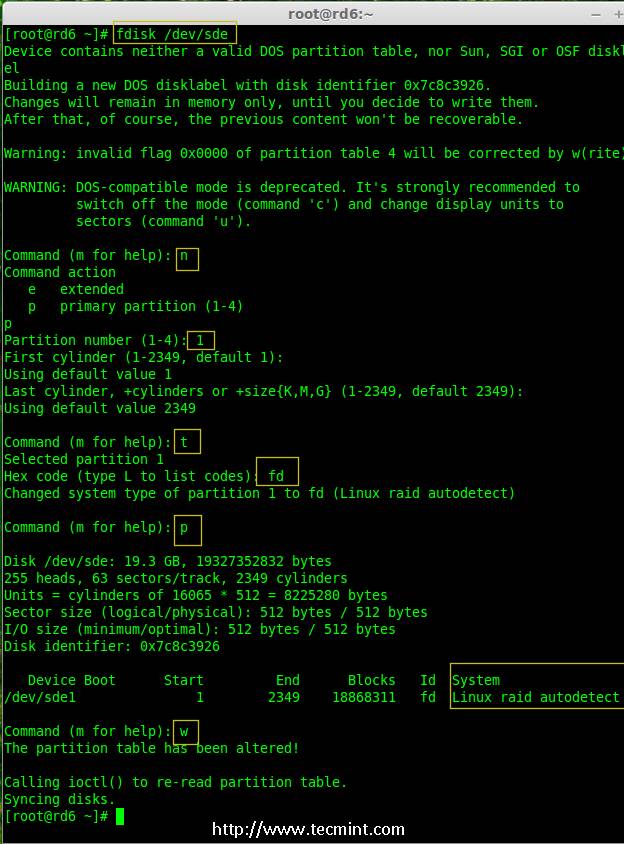 root@rd6:~
[root@rd6 ~]# fdisk /dev/sde
Device contains neither a valid DOS partition table, nor Sun, SGI or OSF diskl
el
Building a new DOS disklabel with disk identifier 0x7c8c3926.
Changes will remain in memory only, until you decide to write them.
After that, of course, the previous content won't be recoverable.

Warning: invalid flag 0x0000 of partition table 4 will be corrected by w(rite)

WARNING: DOS-compatible mode is deprecated. It's strongly recommended to
         switch off the mode (command 'c') and change display units to
         sectors (command 'u').

Command (m for help): n
Command action
   e   extended
   p   primary partition (1-4)
p
Partition number (1-4): 1
First cylinder (1-2349, default 1):
Using default value 1
Last cylinder, +cylinders or +size{K,M,G} (1-2349, default 2349):
Using default value 2349

Command (m for help): t
Selected partition 1
Hex code (type L to list codes): fd
Changed system type of partition 1 to fd (Linux raid autodetect)

Command (m for help): p

Disk /dev/sde: 19.3 GB, 19327352832 bytes
255 heads, 63 sectors/track, 2349 cylinders
Units = cylinders of 16065 * 512 = 8225280 bytes
Sector size (logical/physical): 512 bytes / 512 bytes
I/O size (minimum/optimal): 512 bytes / 512 bytes
Disk identifier: 0x7c8c3926

   Device Boot      Start         End      Blocks   Id  System
/dev/sde1               1        2349    18868311   fd  Linux raid autodetect

Command (m for help): w
The partition table has been altered!

Calling ioctl() to re-read partition table.
Syncing disks.
[root@rd6 ~]#
http://www.tecmint.com